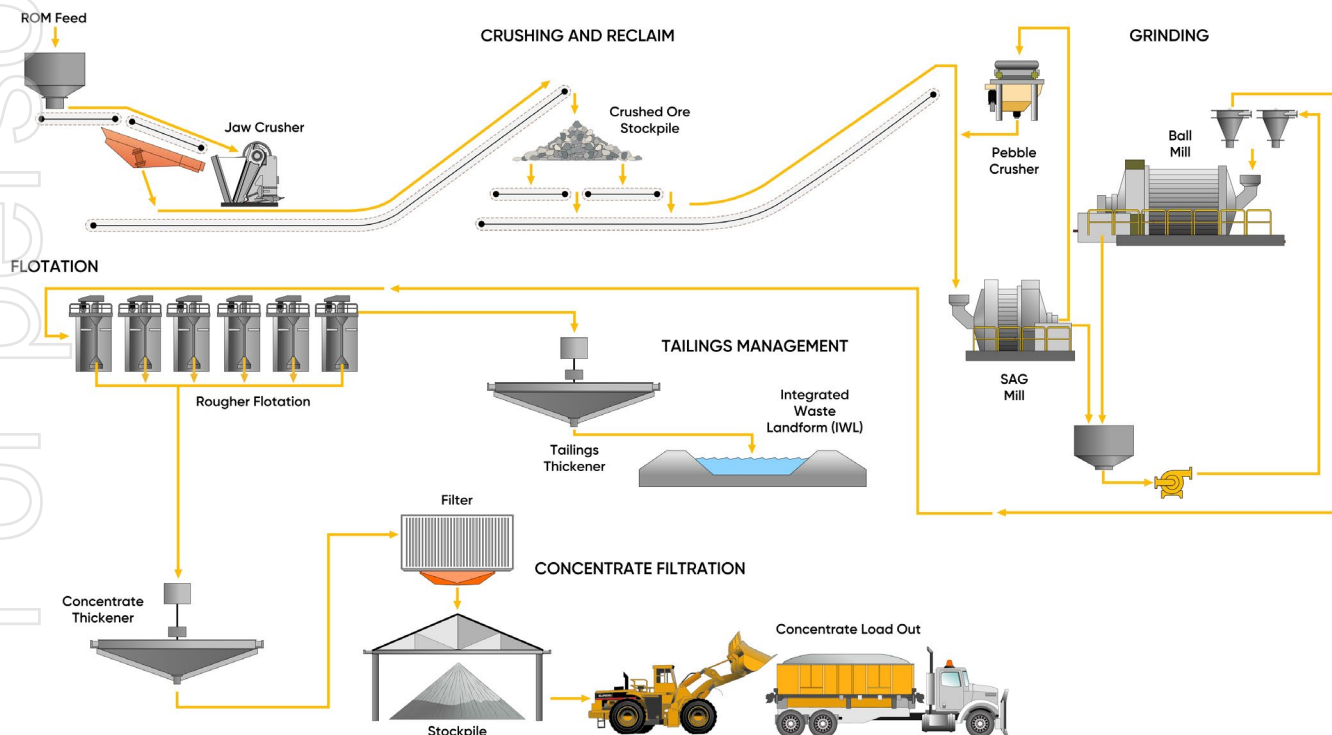 ROM Feed
CRUSHING AND RECLAIM
GRINDING
Jaw Crusher
Crushed Ore
Stockpile
Pebble
Crusher
Ball
Mill
FLOTATION
Rougher Flotation
TAILINGS MANAGEMENT
SAG
Mill
Integrated
Waste
Landform (IWL)
Tailings
Thickener
Filter
CONCENTRATE FILTRATION
Concentrate
Thickener
Concentrate Load Out
Stockpile